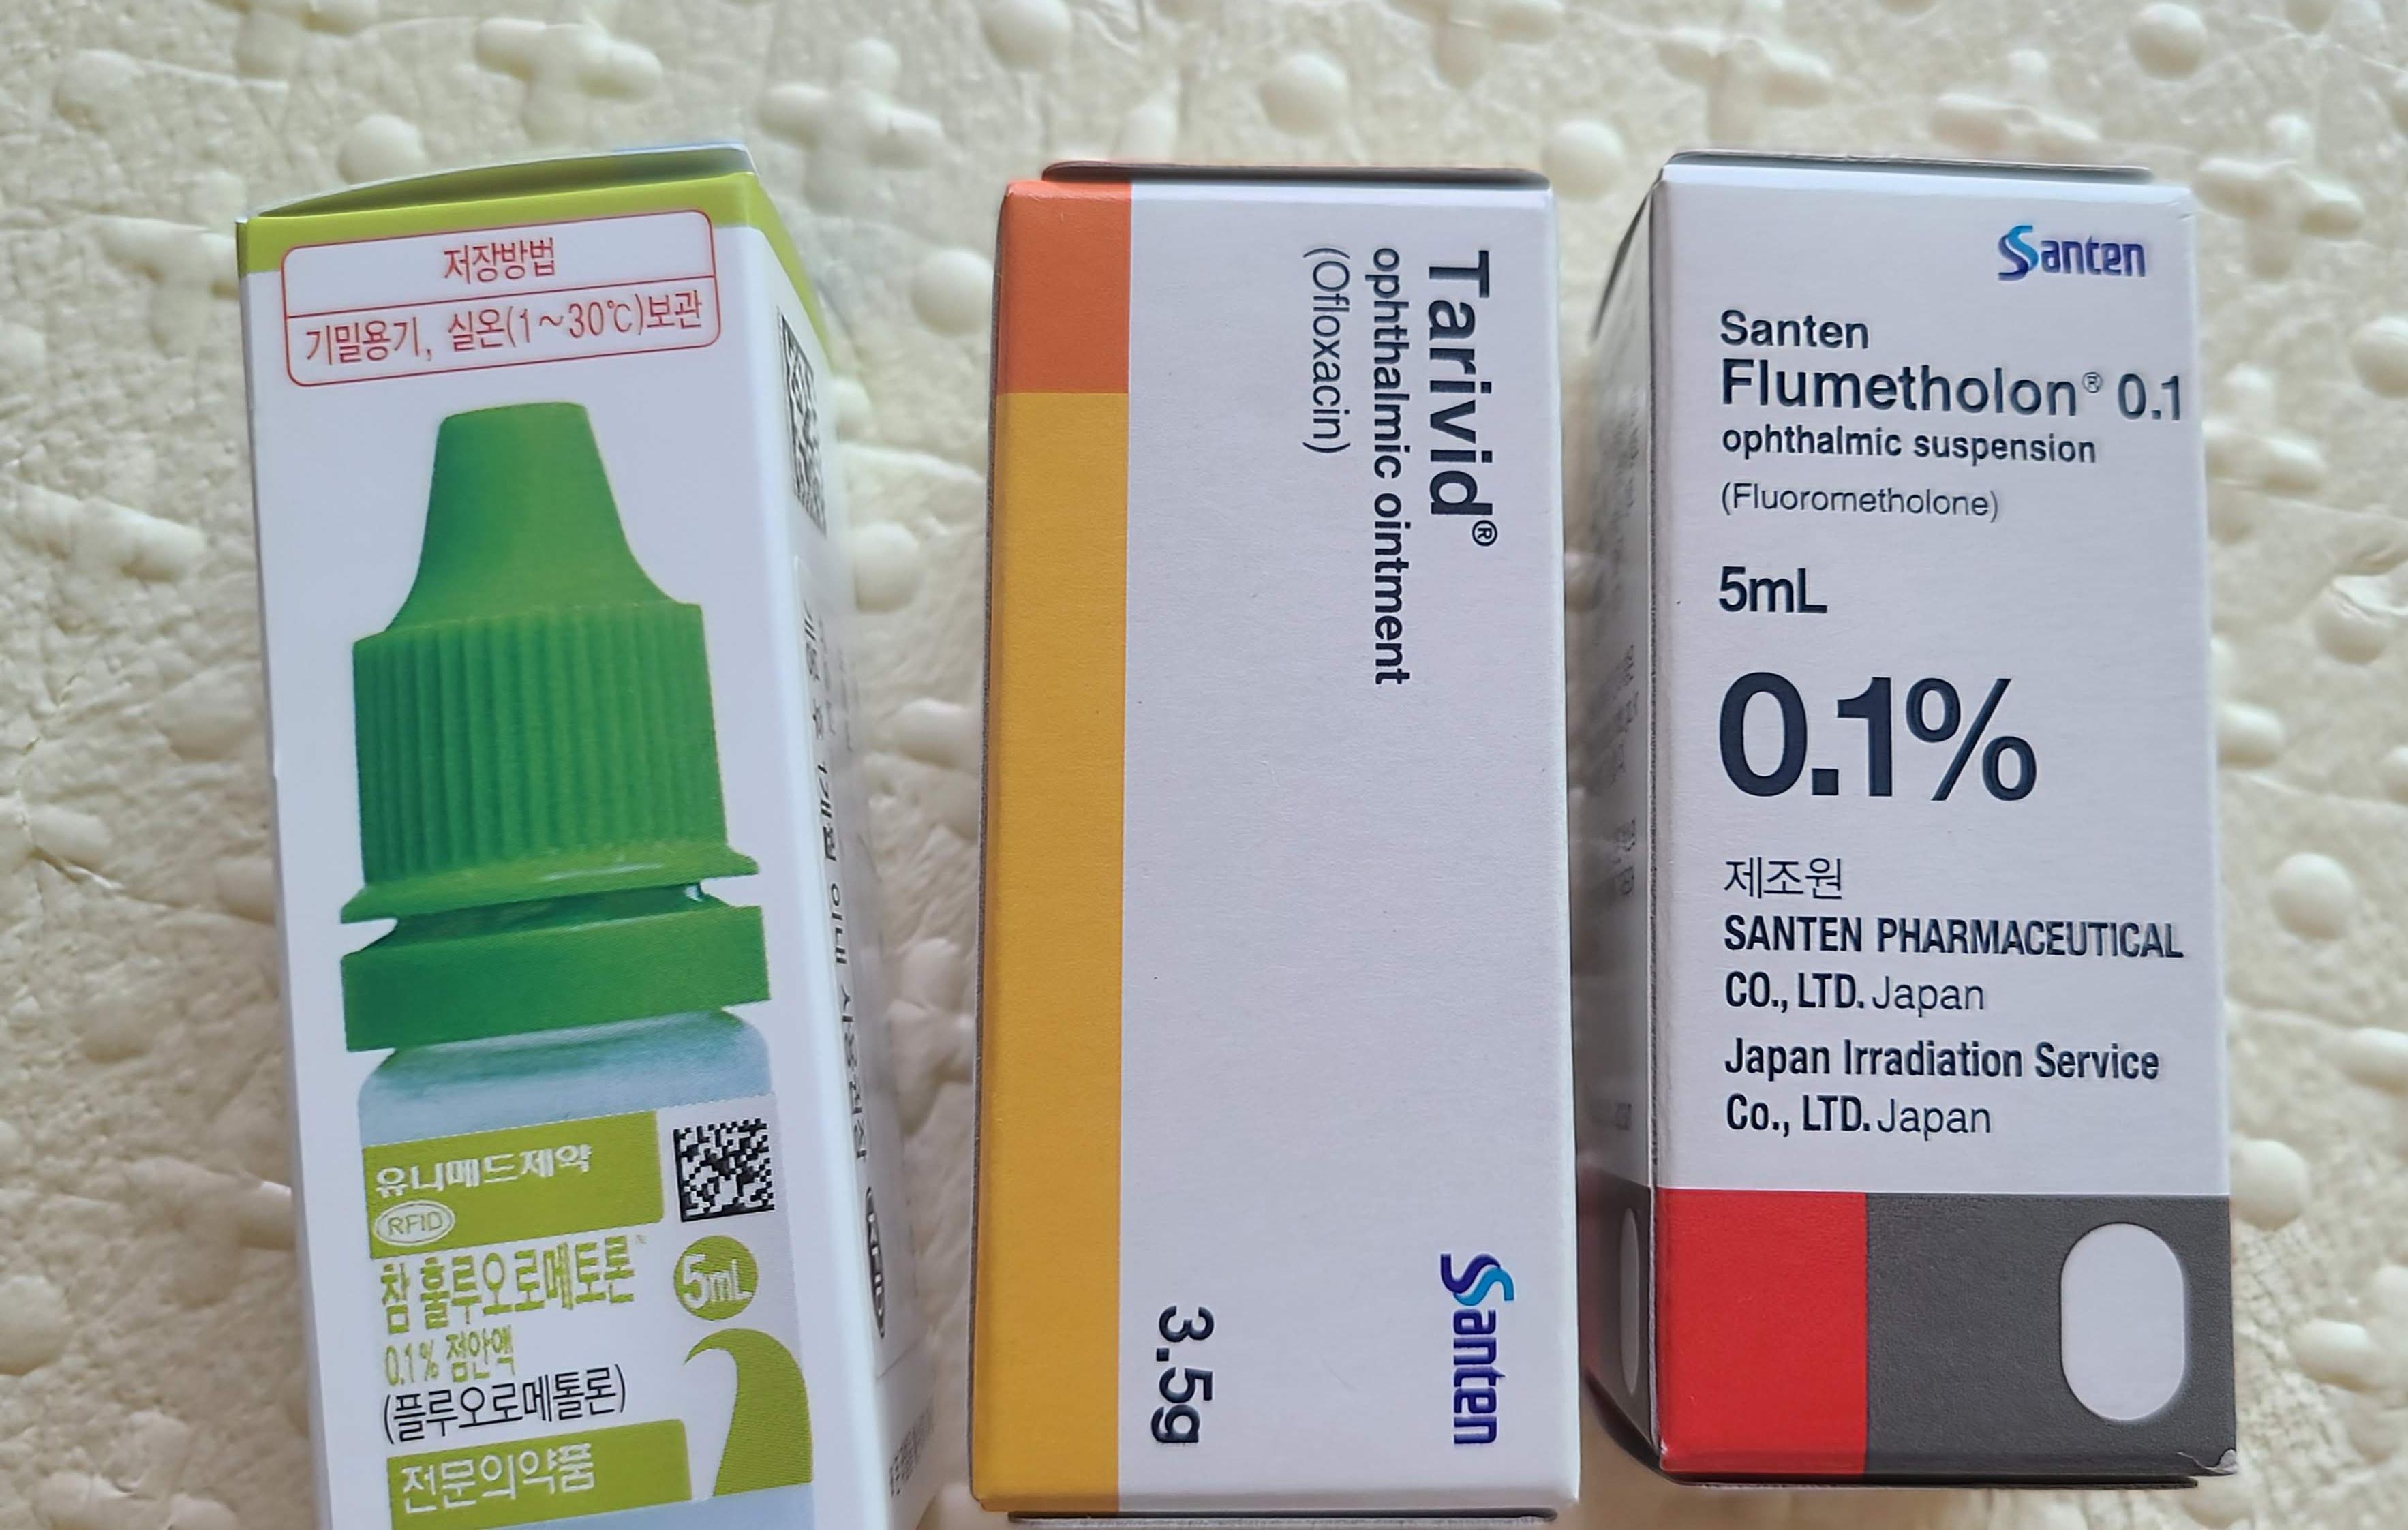 저장방법
기밀용기, 실온(1~30℃)보관
유니메드제약
RFID
참 훌루오로메토론
5mL
0.1% 점안액
(플루오로메톨론)
전문의약품
Tarivid®
ophthalmic ointment
(Ofloxacin)
Santen
3.5g
Santen
Santen
Flumetholon® 0.1
ophthalmic suspension
(Fluorometholone)
5mL
0.1%
제조원
SANTEN PHARMACEUTICAL
CO., LTD. Japan
Japan Irradiation Service
Co., LTD. Japan